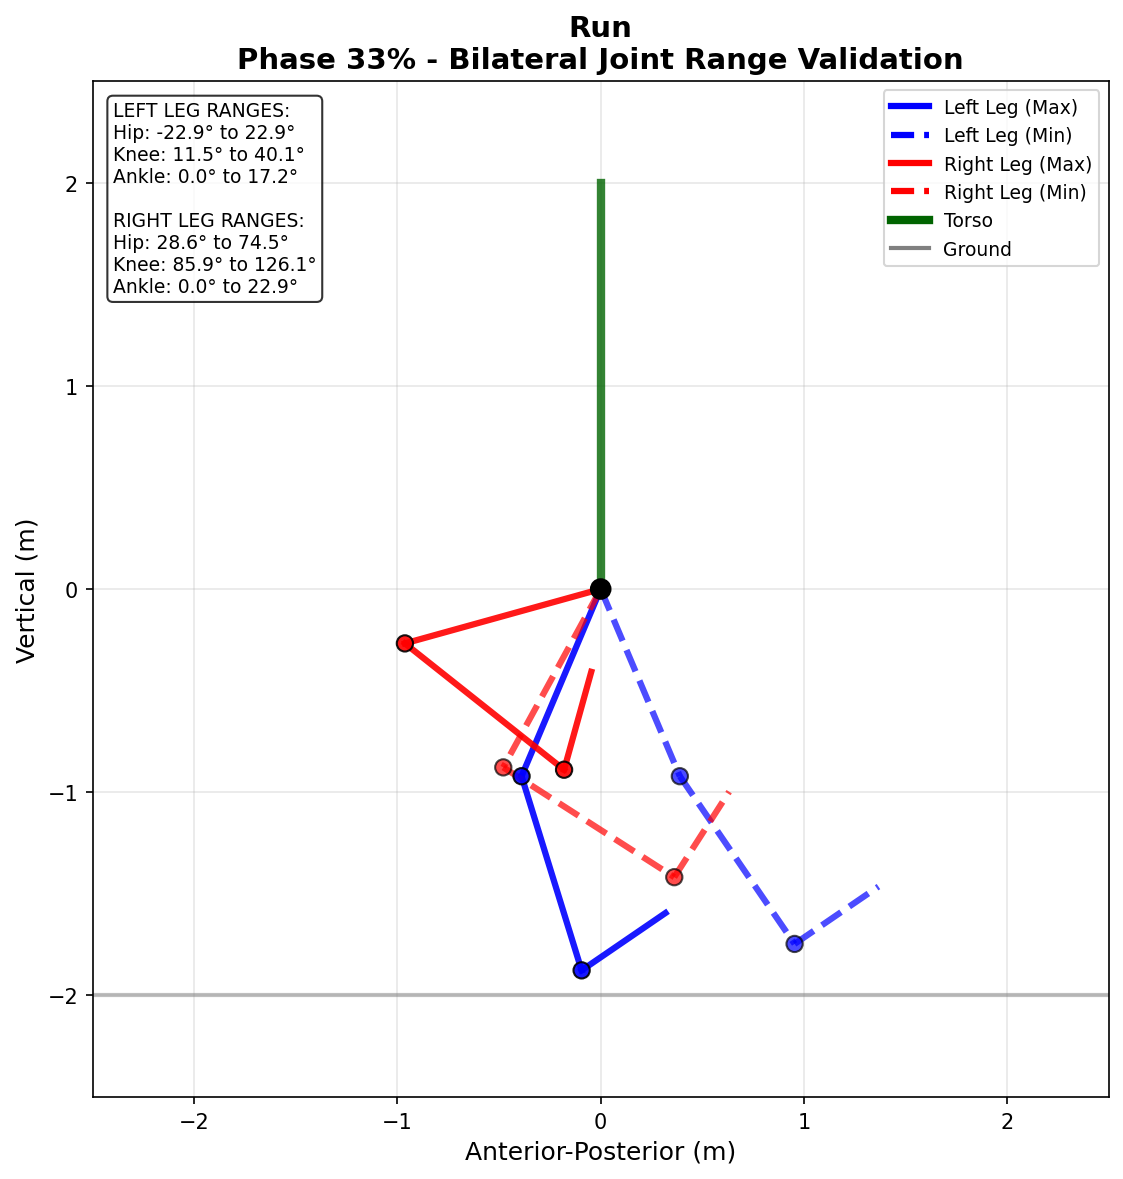 Run
Phase 33% - Bilateral Joint Range Validation
LEFT LEG RANGES:
Hip: -22.9° to 22.9°
Knee: 11.5° to 40.1°
Ankle: 0.0° to 17.2°
RIGHT LEG RANGES:
Hip: 28.6° to 74.5°
Knee: 85.9° to 126.1°
Ankle: 0.0° to 22.9°
Left Leg (Max)
Left Leg (Min)
Right Leg (Max)
Right Leg (Min)
Torso
Ground
Vertical (m)
2
1
0
−1
−2
−2
−1
0
1
2
Anterior-Posterior (m)